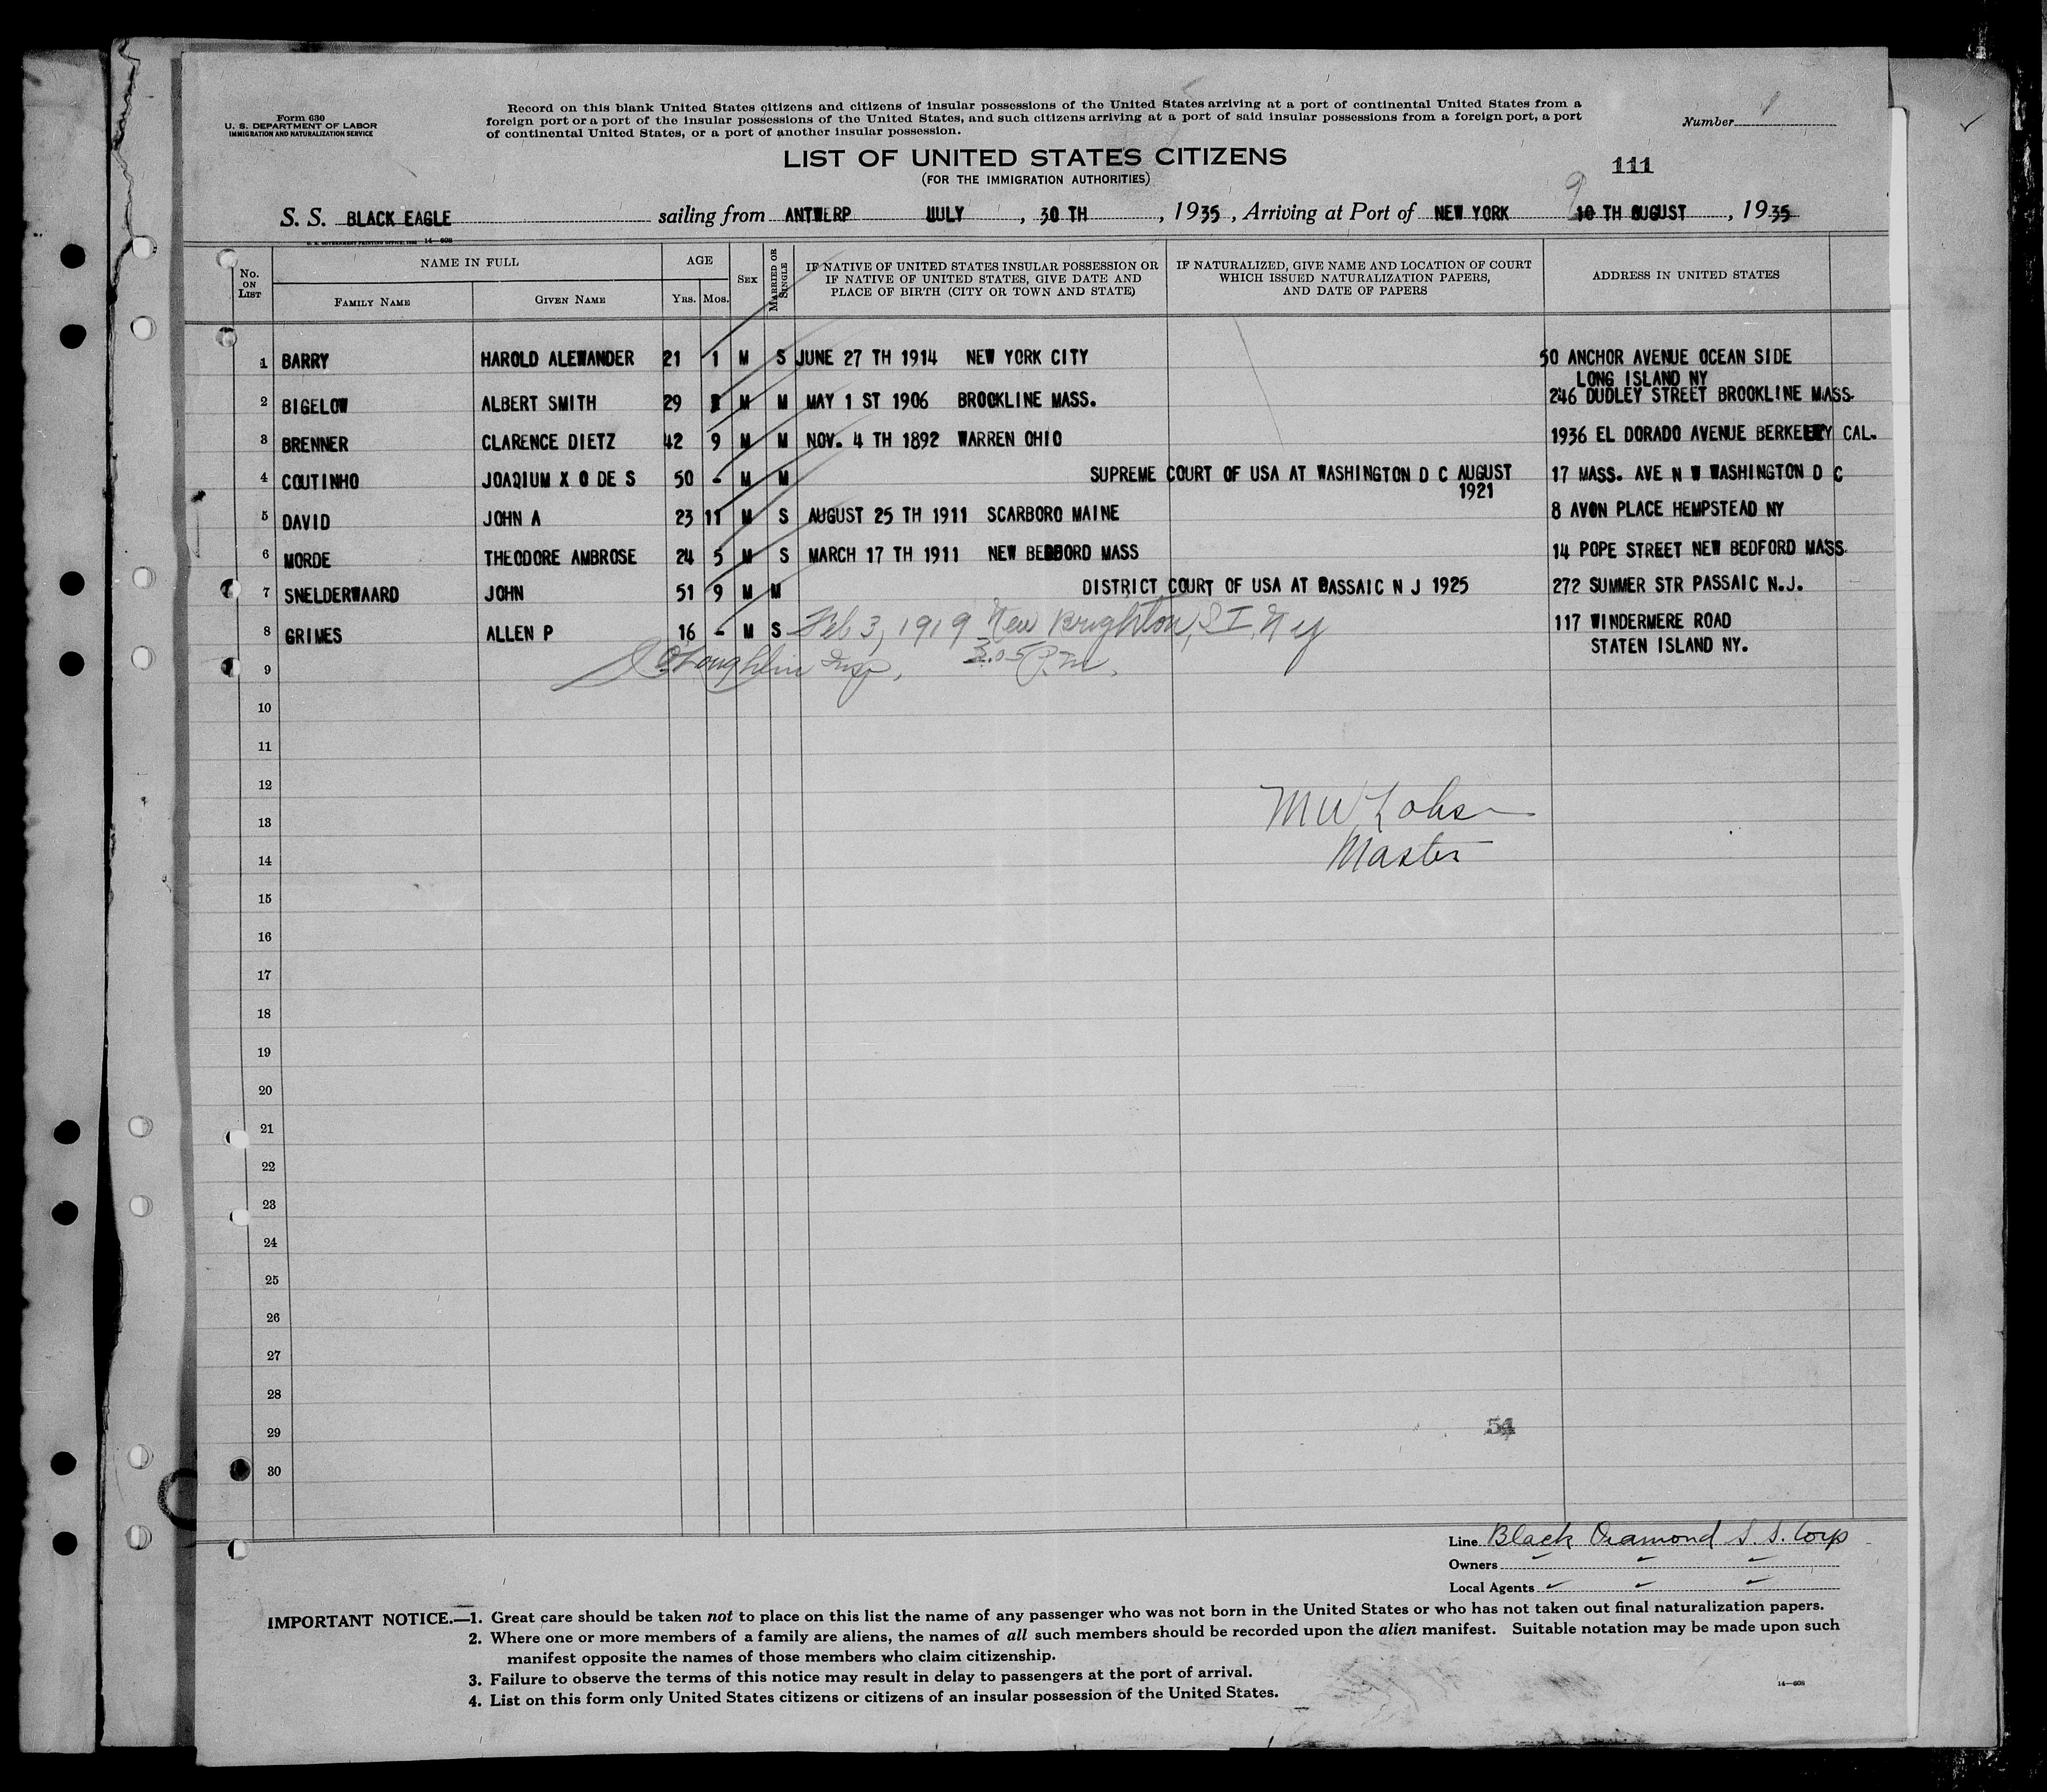 Form 630
U. S. DEPARTMENT OF LABOR
IMMIGRATION AND NATURALIZATION SERVICE
Record on this blank United States citizens and citizens of insular possessions of the United States arriving at a port of continental United States from a
foreign port or a port of the insular possessions of the United States, and such citizens arriving at a port of said insular possessions from a foreign port, a port
of continental United States, or a port of another insular possession.
Number 1
LIST OF UNITED STATES CITIZENS
(FOR THE IMMIGRATION AUTHORITIES)
111
S. S. BLACK EAGLE sailing from ANTWERP JULY , 30 TH , 1935 , Arriving at Port of NEW YORK 9 10 TH AUGUST , 1935
No. ON LIST NAME IN FULL AGE SEX MARRIED OR SINGLE IF NATIVE OF UNITED STATES INSULAR POSSESSION OR IF NATIVE OF UNITED STATES, GIVE DATE AND PLACE OF BIRTH (CITY OR TOWN AND STATE) IF NATURALIZED, GIVE NAME AND LOCATION OF COURT WHICH ISSUED NATURALIZATION PAPERS, AND DATE OF PAPERS ADDRESS IN UNITED STATES
FAMILY NAME GIVEN NAME YRS. MOS.
1 BARRY HAROLD ALEWANDER 21 1 M S JUNE 27 TH 1914 NEW YORK CITY 50 ANCHOR AVENUE OCEAN SIDE
LONG ISLAND NY
2 BIGELOW ALBERT SMITH 29 M M MAY 1 ST 1906 BROOKLINE MASS. 246 DUDLEY STREET BROOKLINE MASS.
3 BRENNER CLARENCE DIETZ 42 9 M M NOV. 4 TH 1892 WARREN OHIO 1936 EL DORADO AVENUE BERKELEY CAL.
4 COUTINHO JOAQIUM X O DE S 50 - M M SUPREME COURT OF USA AT WASHINGTON D C AUGUST 17 MASS. AVE N W WASHINGTON D C
1921
5 DAVID JOHN A 23 11 M S AUGUST 25 TH 1911 SCARBORO MAINE 8 AVON PLACE HEMPSTEAD NY
6 MORDE THEODORE AMBROSE 24 5 M S MARCH 17 TH 1911 NEW BEDFORD MASS 14 POPE STREET NEW BEDFORD MASS.
7 SNELDERWAARD JOHN 51 9 M M DISTRICT COURT OF USA AT PASSAIC N J 1925 272 SUMMER STR PASSAIC N.J.
8 GRIMES ALLEN P 16 - M S Feb 3, 1919 New Brighton, S I, N Y 117 WINDERMERE ROAD
STATEN ISLAND NY.
9 O'Loughlin Insp, 3.05 P.m.
10
11
12
13 M W
14 Master
15
16
17
18
19
20
21
22
23
24
25
26
27
28
29 54
30
Line Black Diamond S. S. Corp
Owners
Local Agents
IMPORTANT NOTICE.—1. Great care should be taken not to place on this list the name of any passenger who was not born in the United States or who has not taken out final naturalization papers.
2. Where one or more members of a family are aliens, the names of all such members should be recorded upon the alien manifest. Suitable notation may be made upon such
manifest opposite the names of those members who claim citizenship.
3. Failure to observe the terms of this notice may result in delay to passengers at the port of arrival.
4. List on this form only United States citizens or citizens of an insular possession of the United States.
14—608